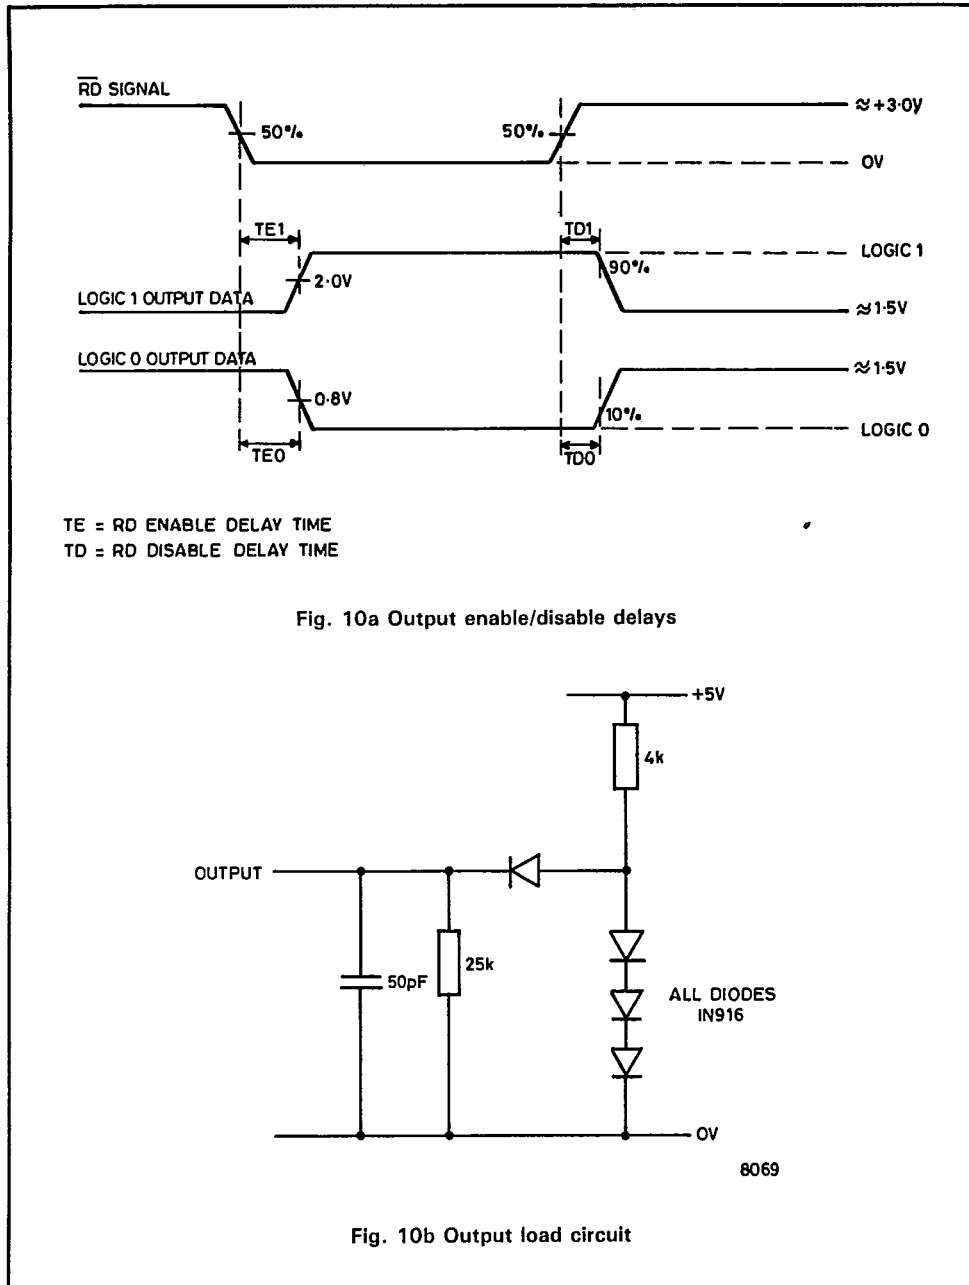 R̅D̅ SIGNAL
50%
50%
≈+3·0V
0V
TE1
TD1
LOGIC 1
2·0V
90%
LOGIC 1 OUTPUT DATA
≈1·5V
LOGIC 0 OUTPUT DATA
≈1·5V
0·8V
10%
LOGIC 0
TE0
TD0
TE = RD ENABLE DELAY TIME
TD = RD DISABLE DELAY TIME
Fig. 10a Output enable/disable delays
+5V
4k
OUTPUT
50pF
25k
ALL DIODES
IN916
0V
8069
Fig. 10b Output load circuit